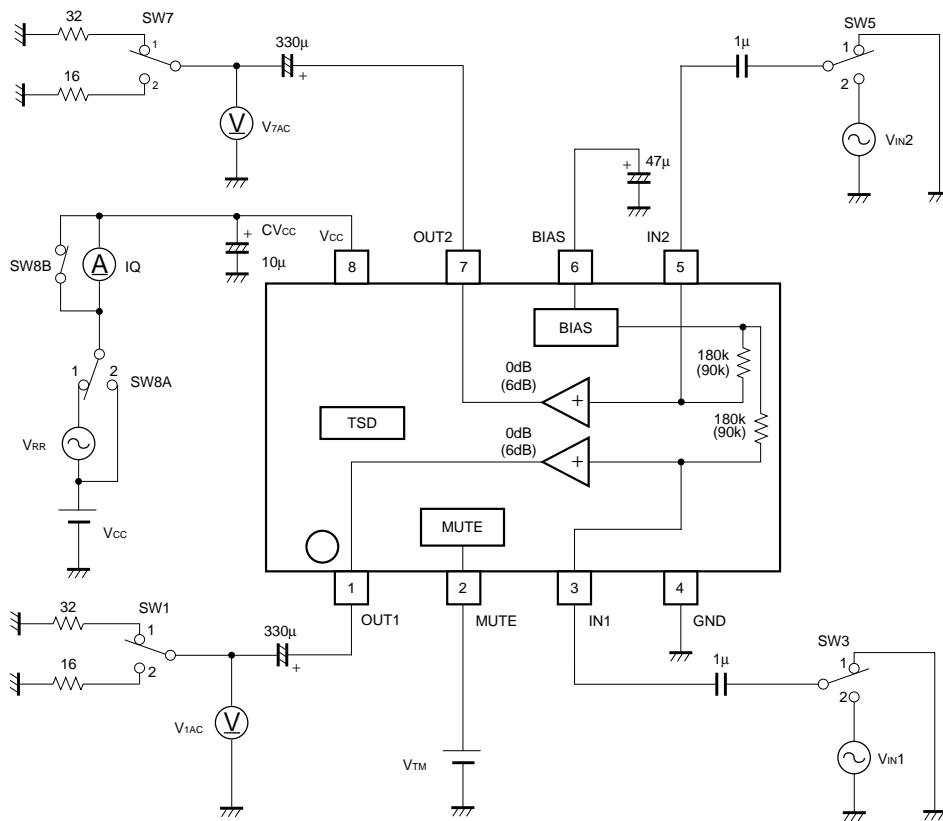 32
SW7
1
330μ
+
16
2
V7AC
V
1μ
SW5
1
2
VIN2
+
47μ
SW8B
A
IQ
+
CVCC
10μ
VCC
OUT2
BIAS
IN2
8
7
6
5
1
2
SW8A
VRR
VCC
BIAS
180k
(90k)
0dB
(6dB)
+
180k
(90k)
TSD
0dB
(6dB)
+
MUTE
1
2
3
4
OUT1
MUTE
IN1
GND
32
SW1
1
330μ
+
16
2
V1AC
V
VTM
1μ
SW3
1
2
VIN1